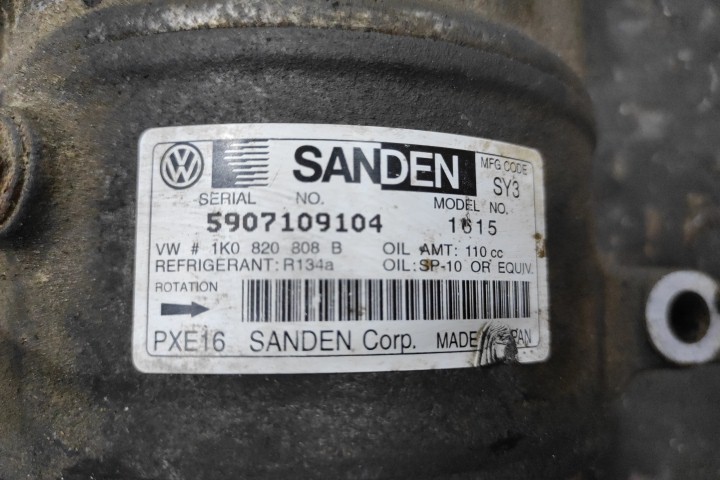 VW SANDEN MFG CODE
SY3
SERIAL NO. MODEL NO.
5907109104 1615
VW # 1K0 820 808 B OIL AMT: 110 cc
REFRIGERANT: R134a OIL: SP-10 OR EQUIV.
ROTATION
PXE16 SANDEN Corp. MADE